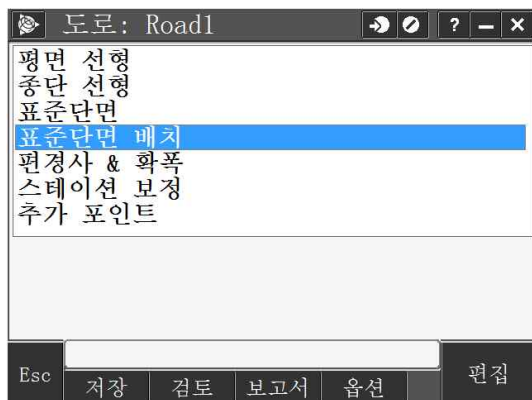 도로: Road1
? — ×
평면 선형
종단 선형
표준단면
표준단면 배치
편경사 & 확폭
스테이션 보정
추가 포인트
Esc 저장 검토 보고서 옵션 편집